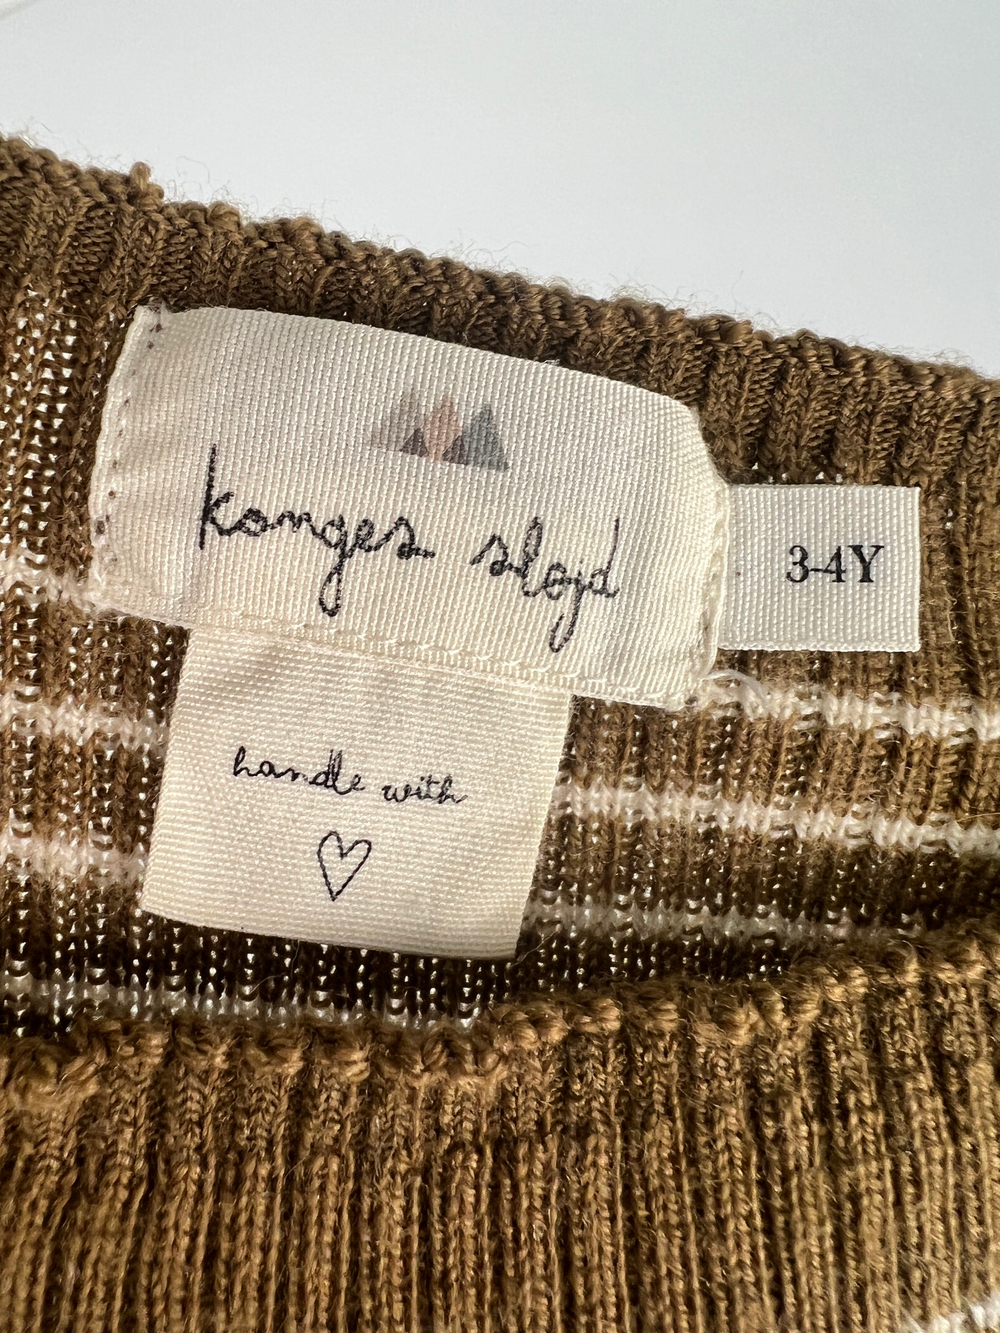 konges sløjd
3-4Y
handle with